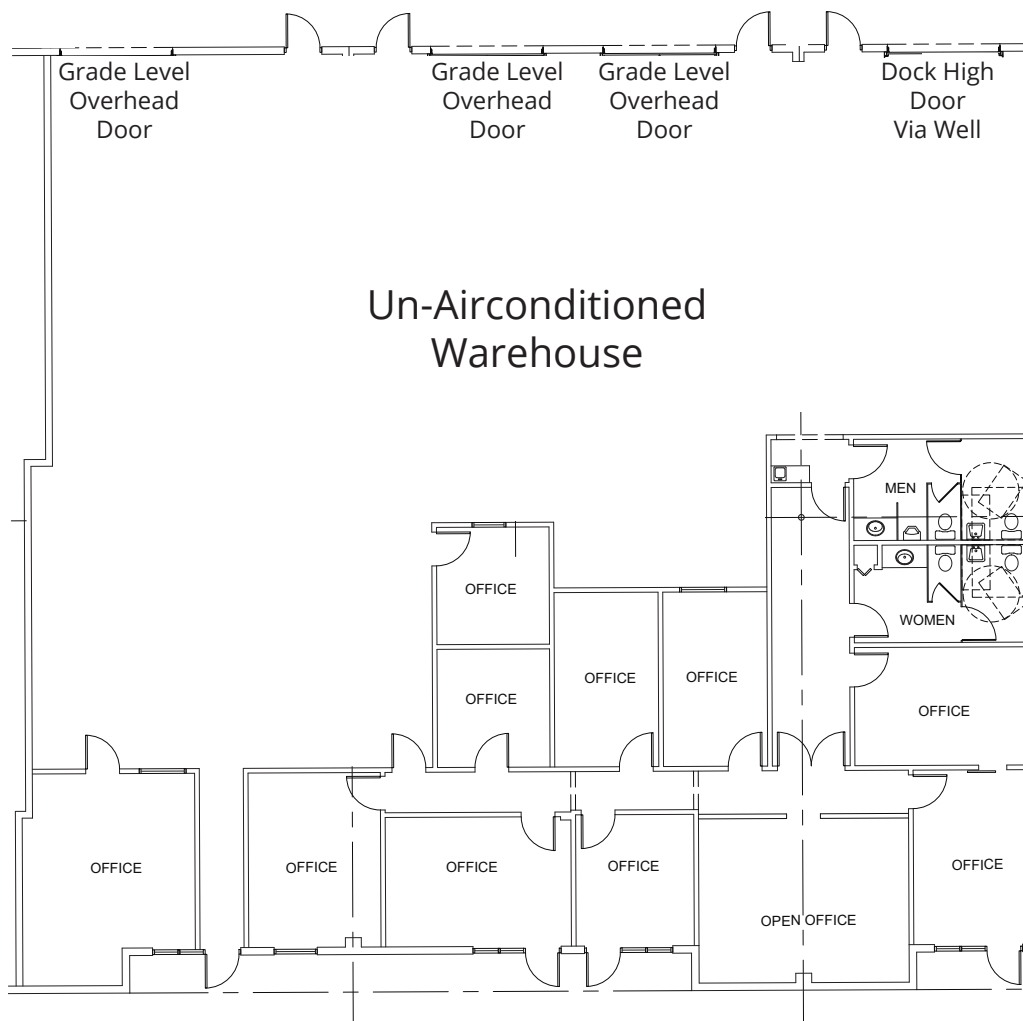 Grade Level
Overhead
Door
Grade Level
Overhead
Door
Grade Level
Overhead
Door
Dock High
Door
Via Well
Un-Airconditioned
Warehouse
MEN
OFFICE
WOMEN
OFFICE
OFFICE
OFFICE
OFFICE
OFFICE
OFFICE
OFFICE
OFFICE
OFFICE
OFFICE
OPEN OFFICE